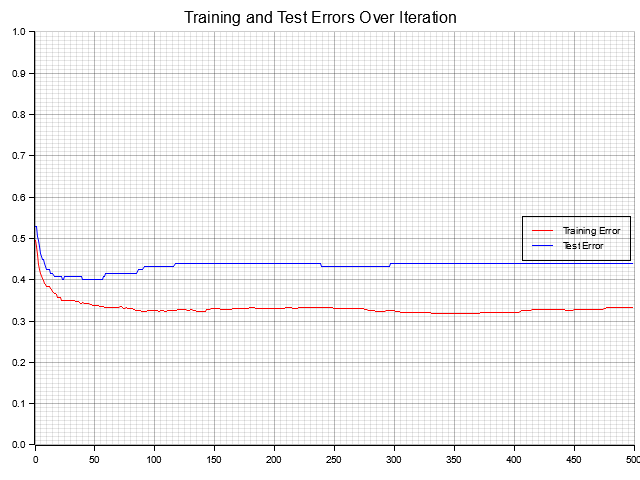 Training and Test Errors Over Iteration
1.0
0.9
0.8
0.7
0.6
0.5
0.4
0.3
0.2
0.1
0.0
Training Error
Test Error
0 50 100 150 200 250 300 350 400 450 500